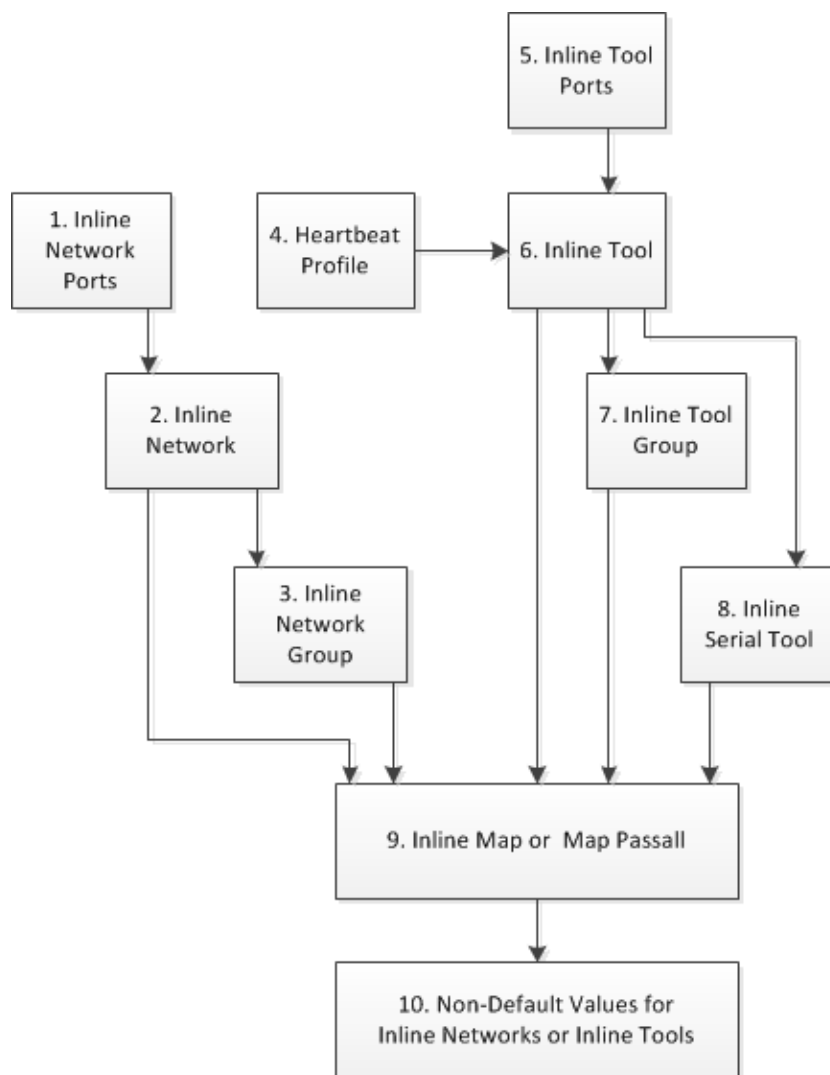 5. Inline Tool
Ports
1. Inline
Network
Ports
4. Heartbeat
Profile
6. Inline Tool
2. Inline
Network
7. Inline Tool
Group
3. Inline
Network
Group
8. Inline
Serial Tool
9. Inline Map or  Map Passall
10. Non-Default Values for
Inline Networks or Inline Tools